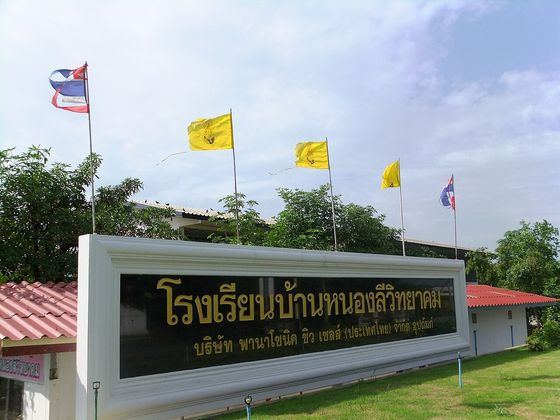 โรงเรียนบ้านหนองลีวิทยาคม
บริษัท พานาโซนิค ซิว เซลส์ (ประเทศไทย) จำกัด อุปถัมภ์